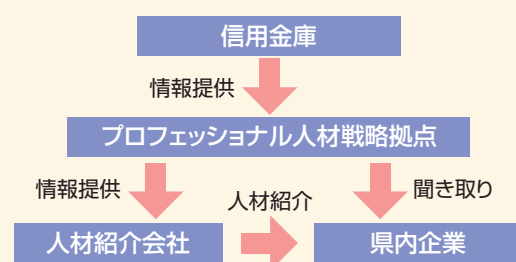 信用金庫
情報提供
プロフェッショナル人材戦略拠点
情報提供
人材紹介
聞き取り
人材紹介会社
県内企業